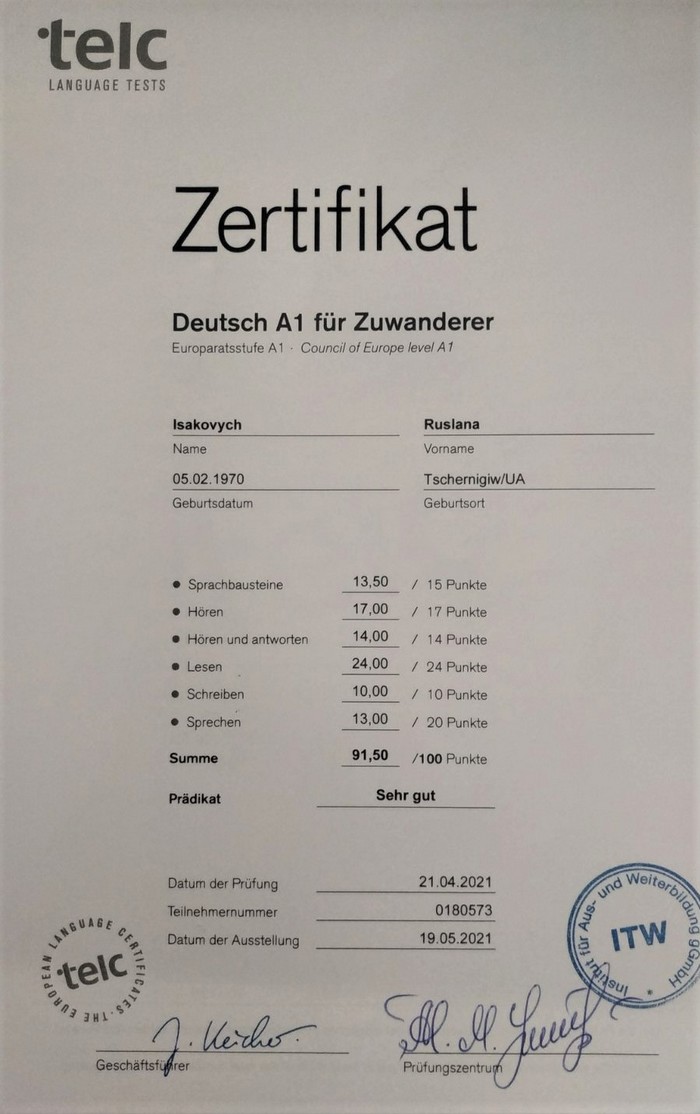 telc
LANGUAGE TESTS
Zertifikat
Deutsch A1 für Zuwanderer
Europaratsstufe A1 · Council of Europe level A1
Isakovych Ruslana
Name Vorname
05.02.1970 Tschernigiw/UA
Geburtsdatum Geburtsort
• Sprachbausteine 13,50 / 15 Punkte
• Hören 17,00 / 17 Punkte
• Hören und antworten 14,00 / 14 Punkte
• Lesen 24,00 / 24 Punkte
• Schreiben 10,00 / 10 Punkte
• Sprechen 13,00 / 20 Punkte
Summe 91,50 /100 Punkte
Prädikat Sehr gut
Datum der Prüfung 21.04.2021
Teilnehmernummer 0180573
Datum der Ausstellung 19.05.2021
THE EUROPEAN LANGUAGE CERTIFICATES
telc
Institut für Aus- und Weiterbildung gGmbH
ITW
Geschäftsführer Prüfungszentrum